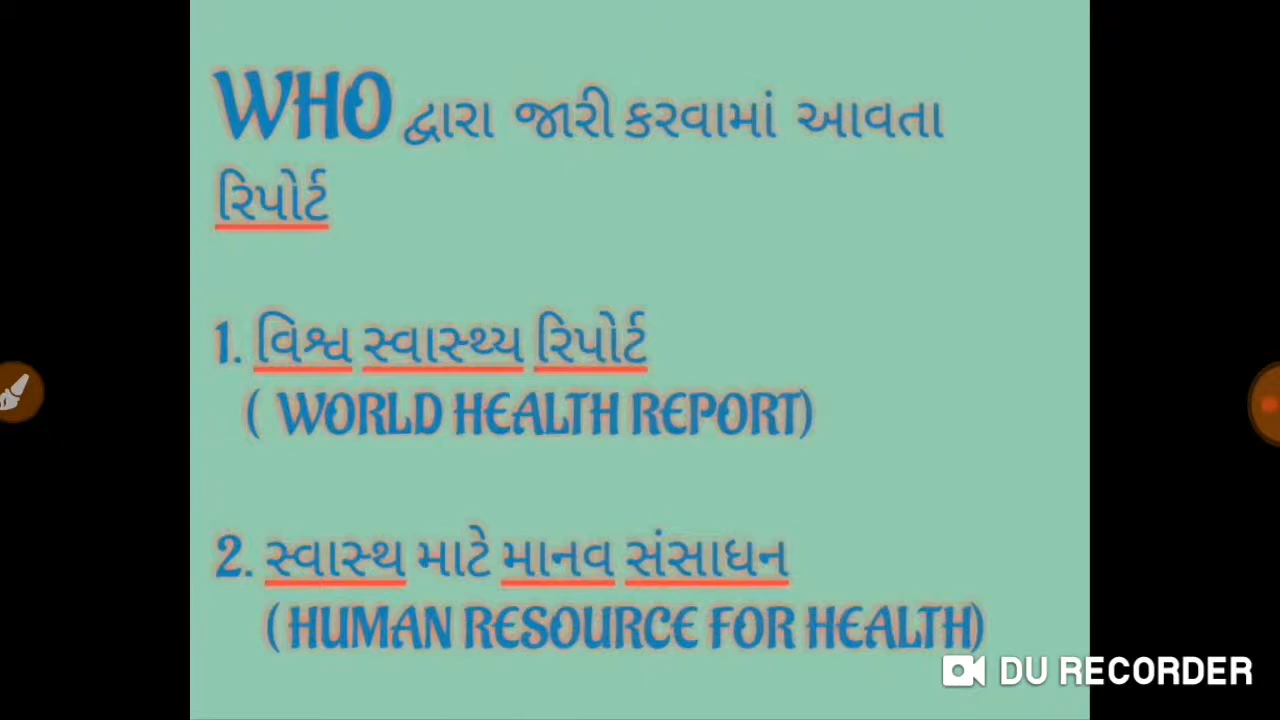 WHO દ્વારા જારી કરવામાં આવતા
રિપોર્ટ
1. વિશ્વ સ્વાસ્થ્ય રિપોર્ટ
( WORLD HEALTH REPORT)
2. સ્વાસ્થ માટે માનવ સંસાધન
( HUMAN RESOURCE FOR HEALTH)
DU RECORDER